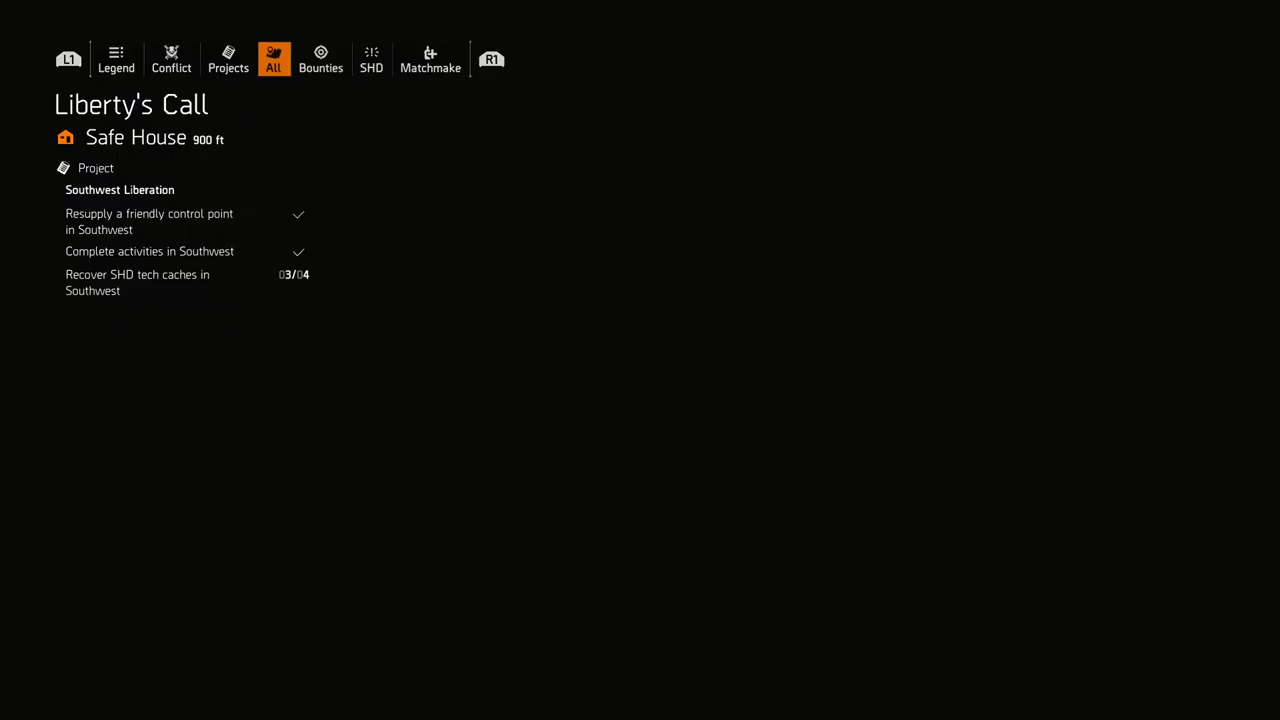 L1 Legend Conflict Projects All Bounties SHD Matchmake R1
Liberty's Call
Safe House 900 ft
Project
Southwest Liberation
Resupply a friendly control point
in Southwest
Complete activities in Southwest
Recover SHD tech caches in 03/04
Southwest